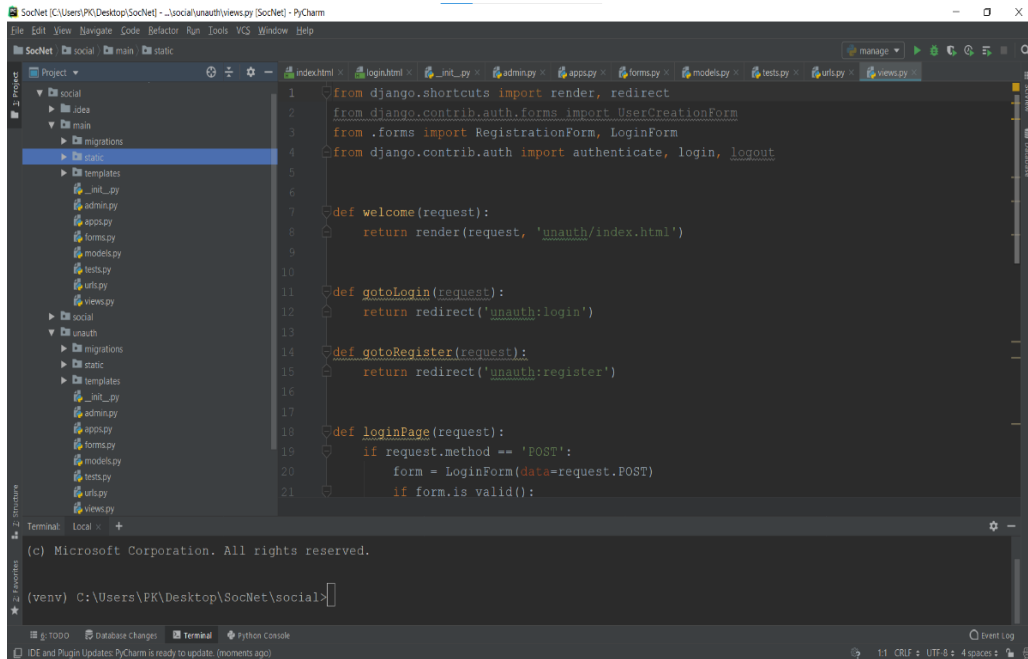 SocNet [C:\Users\PK\Desktop\SocNet] - ...\social\unauth\views.py [SocNet] - PyCharm
File Edit View Navigate Code Refactor Run Tools VCS Window Help
SocNet social main static manage
1: Project
Project
index.html login.html __init__.py admin.py apps.py forms.py models.py tests.py urls.py views.py
social
.idea
main
migrations
static
templates
__init__.py
admin.py
apps.py
forms.py
models.py
tests.py
urls.py
views.py
social
unauth
migrations
static
templates
__init__.py
admin.py
apps.py
forms.py
models.py
tests.py
urls.py
views.py
1 from django.shortcuts import render, redirect
2 from django.contrib.auth.forms import UserCreationForm
3 from .forms import RegistrationForm, LoginForm
4 from django.contrib.auth import authenticate, login, logout
5
6
7 def welcome(request):
8 return render(request, 'unauth/index.html')
9
10
11 def gotoLogin(request):
12 return redirect('unauth:login')
13
14 def gotoRegister(request):
15 return redirect('unauth:register')
16
17
18 def loginPage(request):
19 if request.method == 'POST':
20 form = LoginForm(data=request.POST)
21 if form.is_valid():
Z: Structure
2: Favorites
Terminal: Local × +
(c) Microsoft Corporation. All rights reserved.
(venv) C:\Users\PK\Desktop\SocNet\social>
6: TODO Database Changes Terminal Python Console Event Log
IDE and Plugin Updates: PyCharm is ready to update. (moments ago) 1:1 CRLF UTF-8 4 spaces